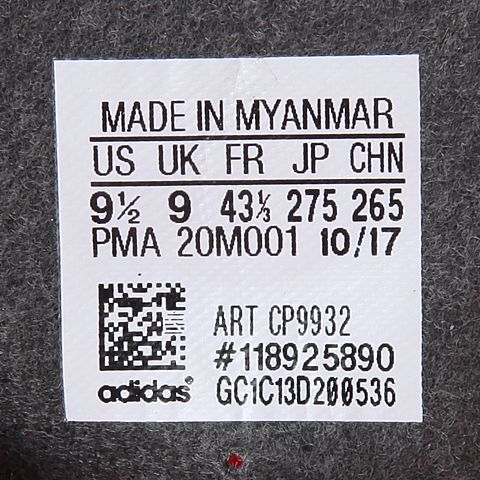 MADE IN MYANMAR
US UK FR JP CHN
9½ 9 43⅓ 275 265
PMA 20M001 10/17
ART CP9932
#118925890
adidas® GC1C13D200536